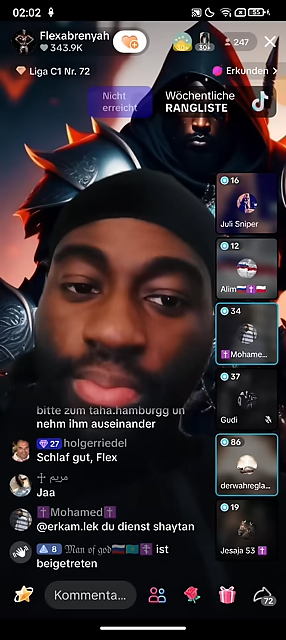 02:02
55
Flexabrenyah
343.9K
30+
247
Liga C1 Nr. 72
Erkunden
Nicht
erreicht
Wöchentliche
RANGLISTE
16
Juli Sniper
12
Alim
34
Mohame...
37
Gudi
86
derwahregla...
19
Jesaja 53
bitte zum taha.hamburgg un
nehm ihm auseinander
27 holgerriedel
Schlaf gut, Flex
مريم
Jaa
Mohamed
@erkam.lek du dienst shaytan
8 Man of god ist
beigetreten
Kommenta...
72